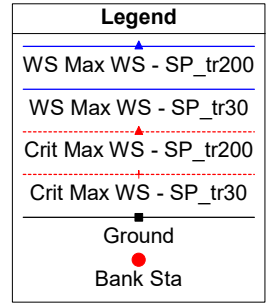 Legend
WS Max WS - SP_tr200
WS Max WS - SP_tr30
Crit Max WS - SP_tr200
Crit Max WS - SP_tr30
Ground
Bank Sta